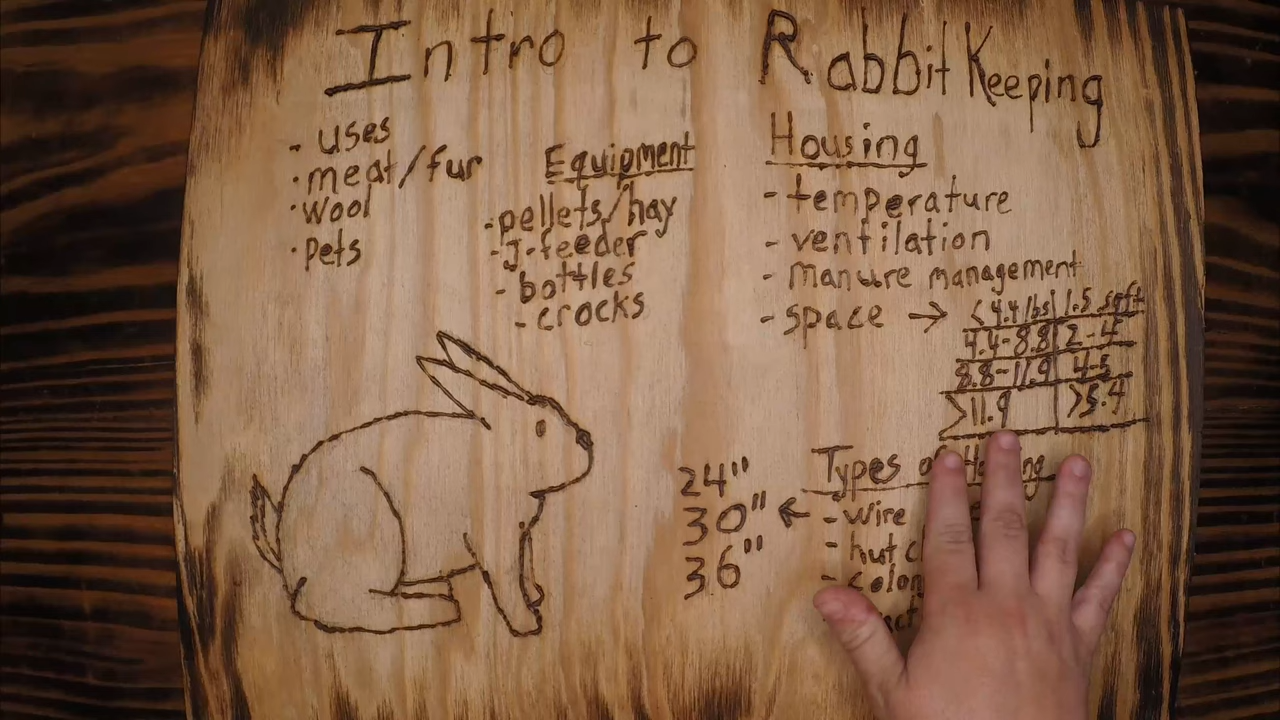 Intro to Rabbit Keeping
- uses
· meat/fur
· wool
· Pets
Equipment
- pellets/hay
- J-feeder
- bottles
- crocks
Housing
- temperature
- ventilation
- manure management
- space → <4.4 lbs | 1.5 sqft
4.4-8.8 | 2-4
8.8-11.9 | 4-5
>11.9 | >5.4
Types of
24"
30" ← - wire
36"